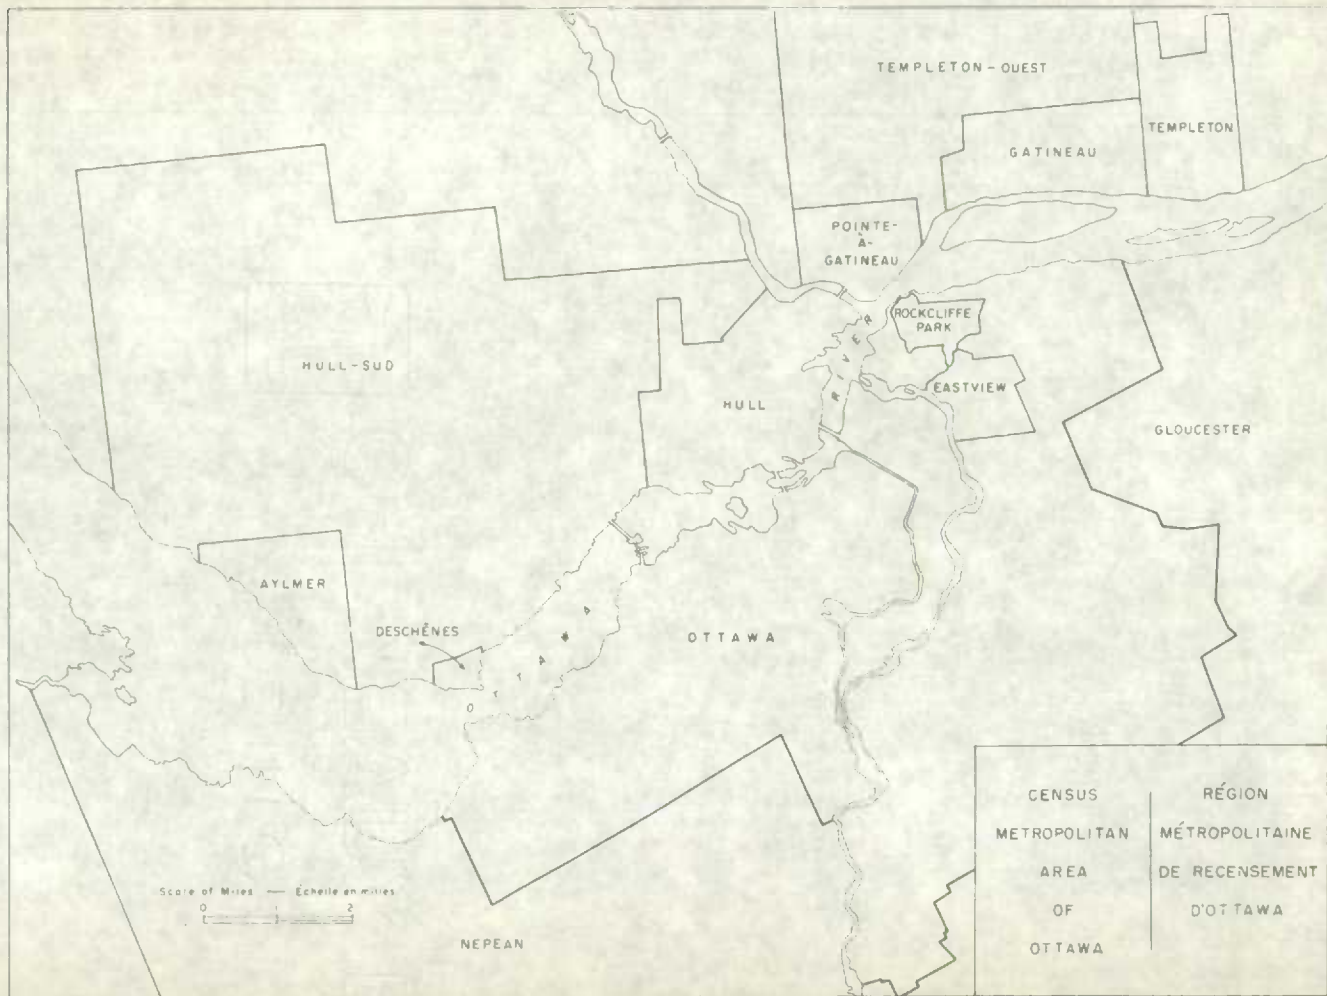 TEMPLETON-OUEST
TEMPLETON
GATINEAU
POINTE-
À-
GATINEAU
ROCKCLIFFE
PARK
HULL-SUD
EASTVIEW
HULL
GLOUCESTER
AYLMER
DESCHÊNES
OTTAWA
OTTAWA RIVER
NEPEAN
Scale of Miles — Échelle en milles
0 1 2
CENSUS
METROPOLITAN
AREA
OF
OTTAWA
RÉGION
MÉTROPOLITAINE
DE RECENSEMENT
D'OTTAWA